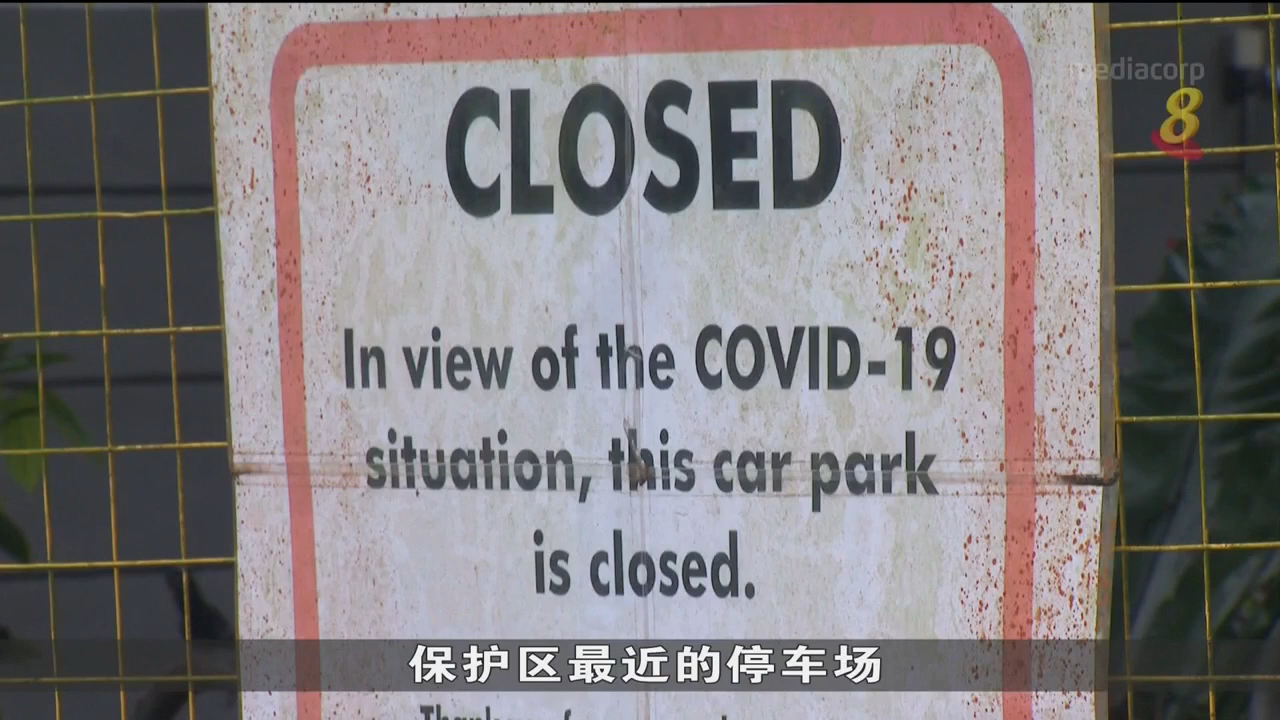 mediacorp
8
CLOSED
In view of the COVID-19
situation, this car park
is closed.
保护区最近的停车场